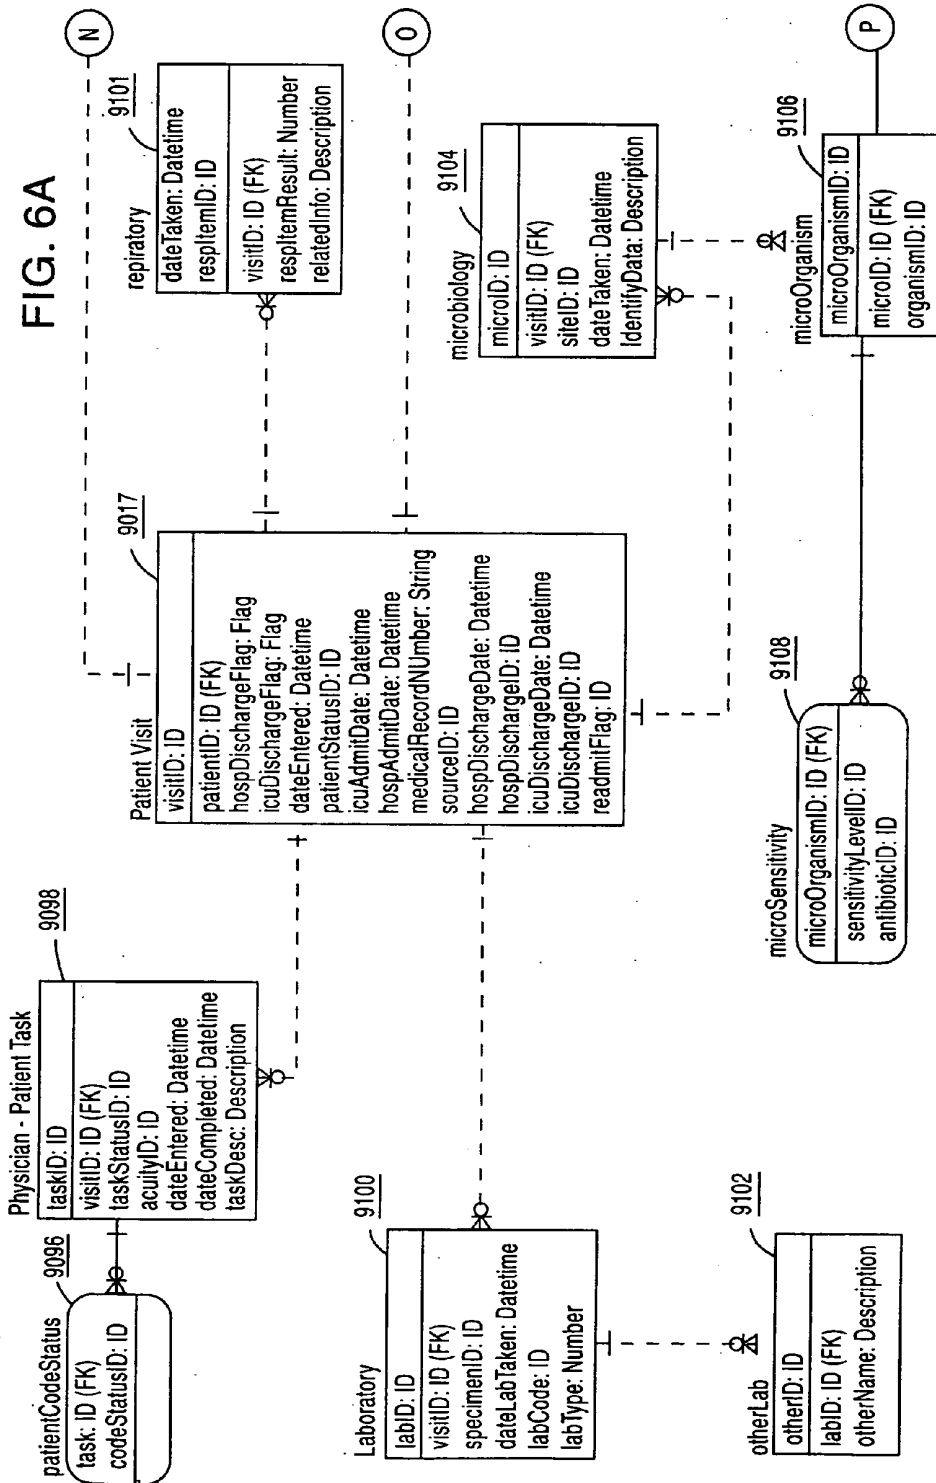 FIG. 6A
N
O
P
repiratory
9101
dateTaken: Datetime
respItemID: ID
visitID: ID (FK)
respItemResult: Number
relatedInfo: Description
Patient Visit
9017
visitID: ID
patientID: ID (FK)
hospDischargeFlag: Flag
icuDischargeFlag: Flag
dateEntered: Datetime
patientStatusID: ID
icuAdmitDate: Datetime
hospAdmitDate: Datetime
medicalRecordNUmber: String
sourceID: ID
hospDischargeDate: Datetime
hospDischargeID: ID
icuDischargeDate: Datetime
icuDischargeID: ID
readmitFlag: ID
microbiology
9104
microID: ID
visitID: ID (FK)
siteID: ID
dateTaken: Datetime
IdentifyData: Description
microOrganism
9106
microOrganismID: ID
microID: ID (FK)
organismID: ID
microSensitivity
9108
microOrganismID: ID (FK)
sensitivityLevelID: ID
antibioticID: ID
Physician - Patient Task
9098
taskID: ID
visitID: ID (FK)
taskStatusID: ID
acuityID: ID
dateEntered: Datetime
dateCompleted: Datetime
taskDesc: Description
patientCodeStatus
9096
task: ID (FK)
codeStatusID: ID
Laboratory
9100
labID: ID
visitID: ID (FK)
specimenID: ID
dateLabTaken: Datetime
labCode: ID
labType: Number
otherLab
9102
otherID: ID
labID: ID (FK)
otherName: Description